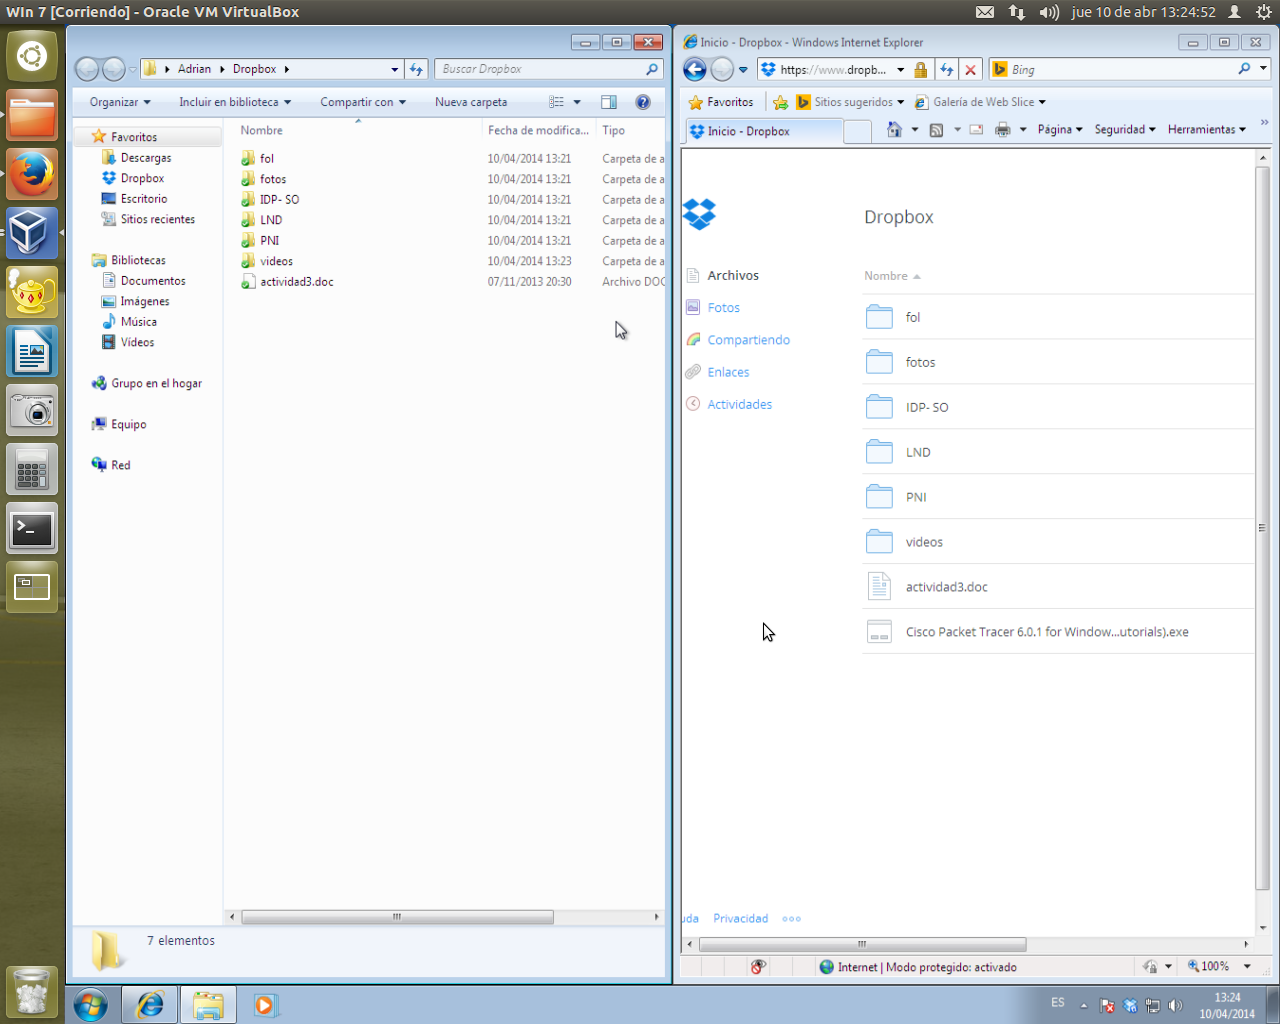 WIn 7 [Corriendo] - Oracle VM VirtualBox
jue 10 de abr 13:24:52
Adrian
Dropbox
Buscar Dropbox
Organizar
Incluir en biblioteca
Compartir con
Nueva carpeta
Favoritos
Descargas
Dropbox
Escritorio
Sitios recientes
Bibliotecas
Documentos
Imágenes
Música
Vídeos
Grupo en el hogar
Equipo
Red
Nombre
Fecha de modifica...
Tipo
fol 10/04/2014 13:21 Carpeta de a
fotos 10/04/2014 13:21 Carpeta de a
IDP- SO 10/04/2014 13:21 Carpeta de a
LND 10/04/2014 13:21 Carpeta de a
PNI 10/04/2014 13:21 Carpeta de a
videos 10/04/2014 13:23 Carpeta de a
actividad3.doc 07/11/2013 20:30 Archivo DOC
7 elementos
Inicio - Dropbox - Windows Internet Explorer
https://www.dropb...
Bing
Favoritos
Sitios sugeridos
Galería de Web Slice
Inicio - Dropbox
Página
Seguridad
Herramientas
Dropbox
Archivos
Fotos
Compartiendo
Enlaces
Actividades
Nombre
fol
fotos
IDP- SO
LND
PNI
videos
actividad3.doc
Cisco Packet Tracer 6.0.1 for Window...utorials).exe
uda
Privacidad
Internet | Modo protegido: activado
100%
ES
13:24
10/04/2014